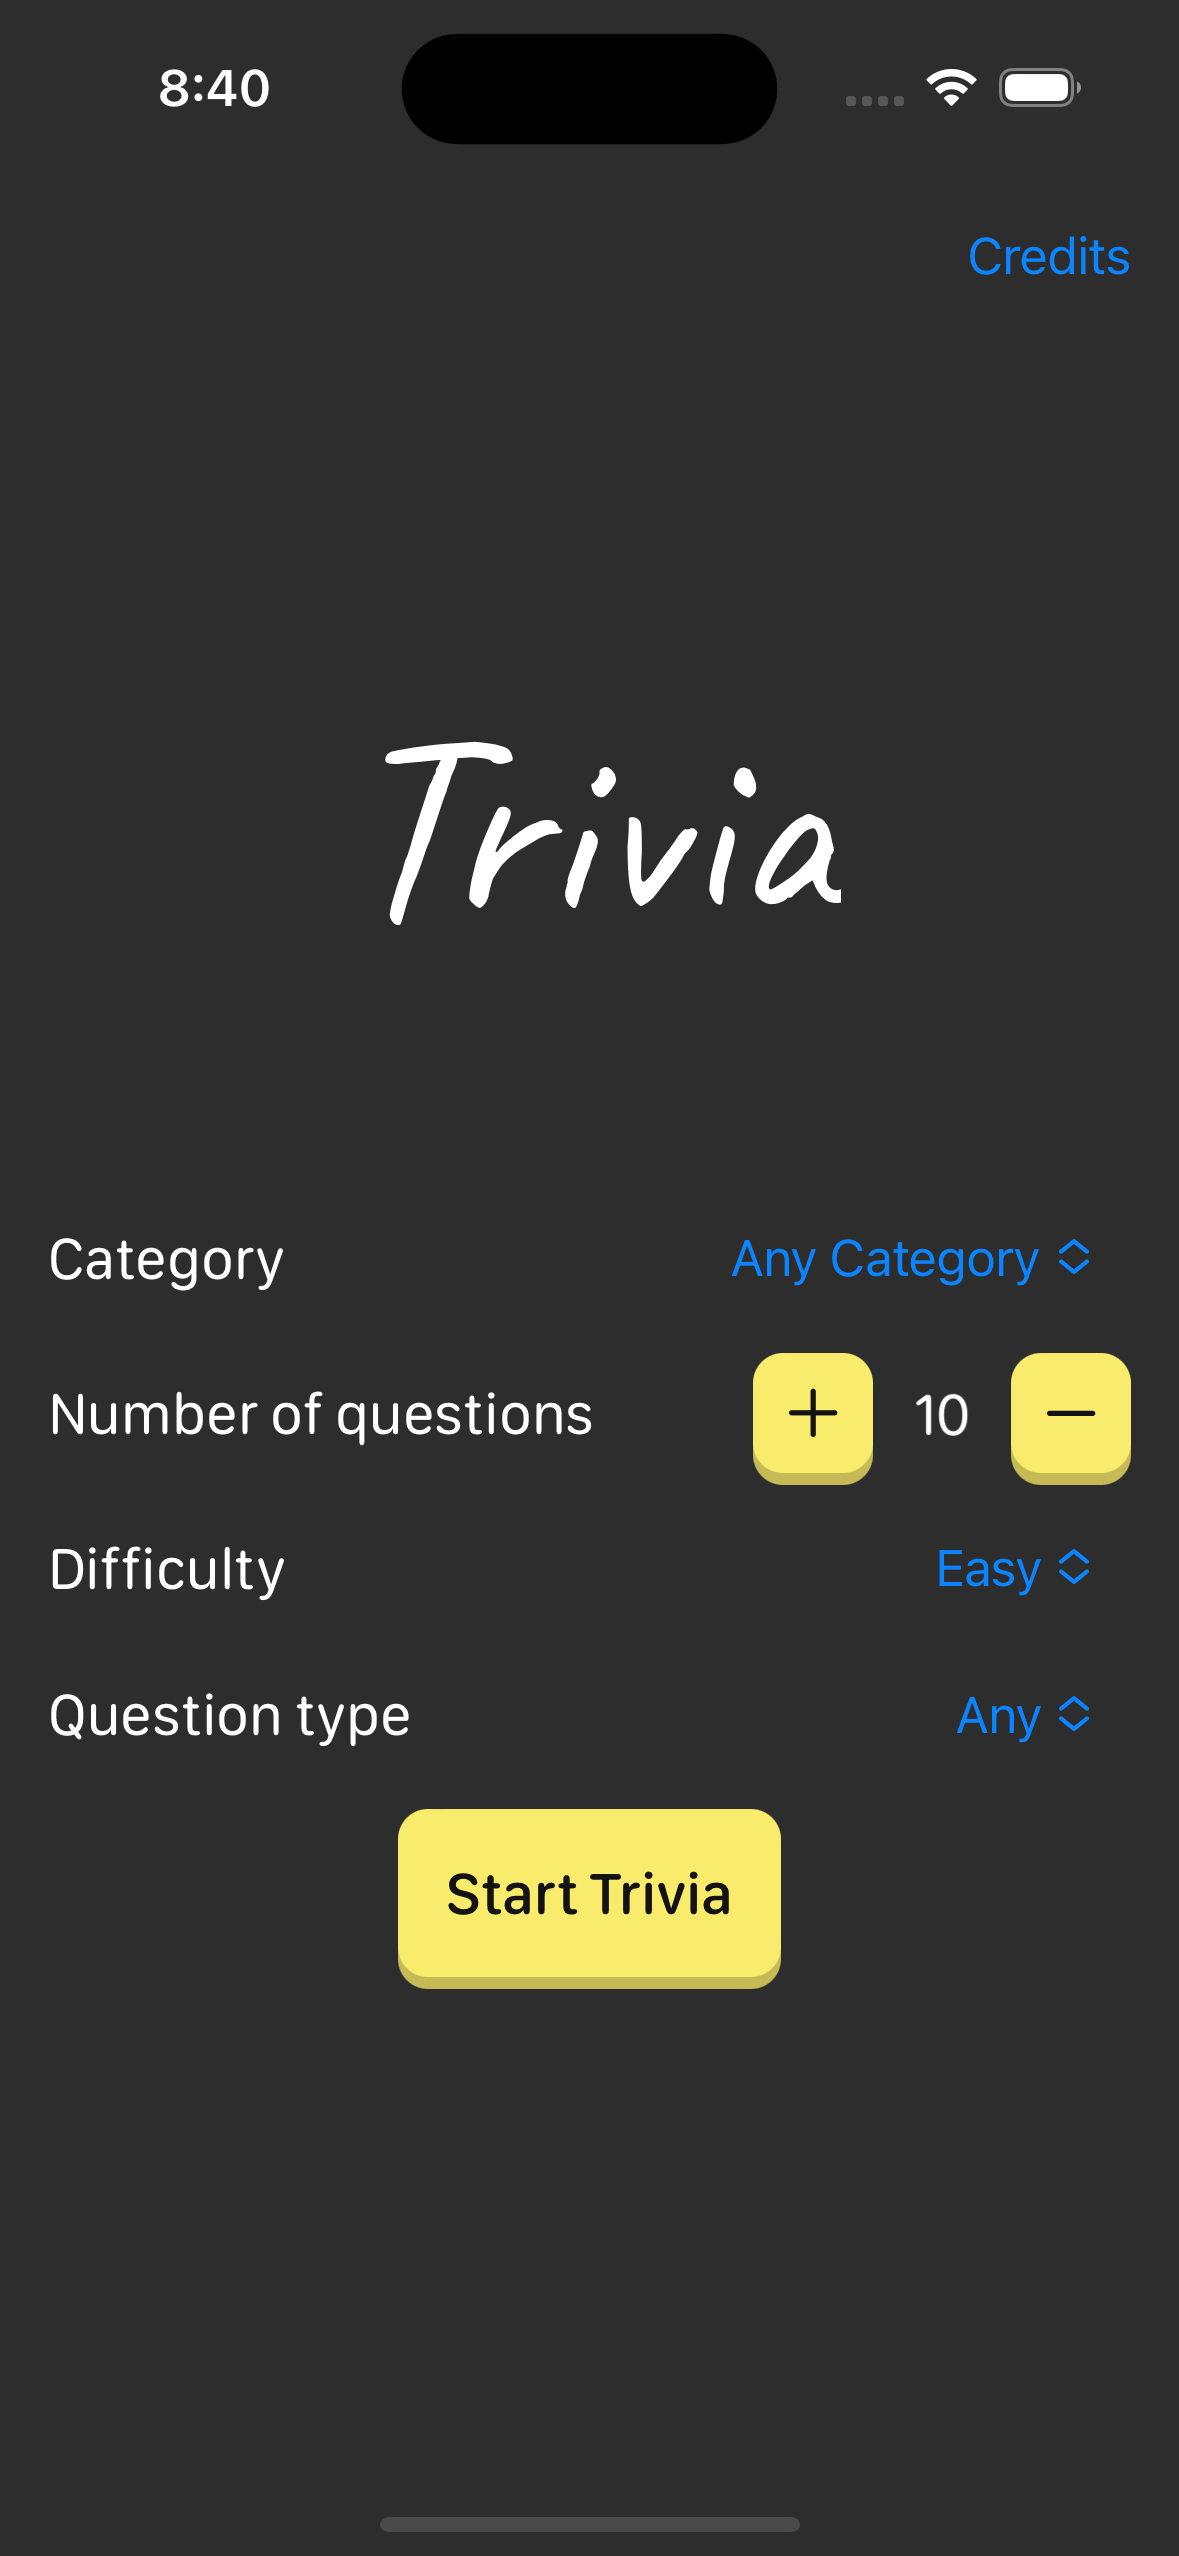 8:40
Credits
Trivia
Category Any Category
Number of questions + 10 −
Difficulty Easy
Question type Any
Start Trivia